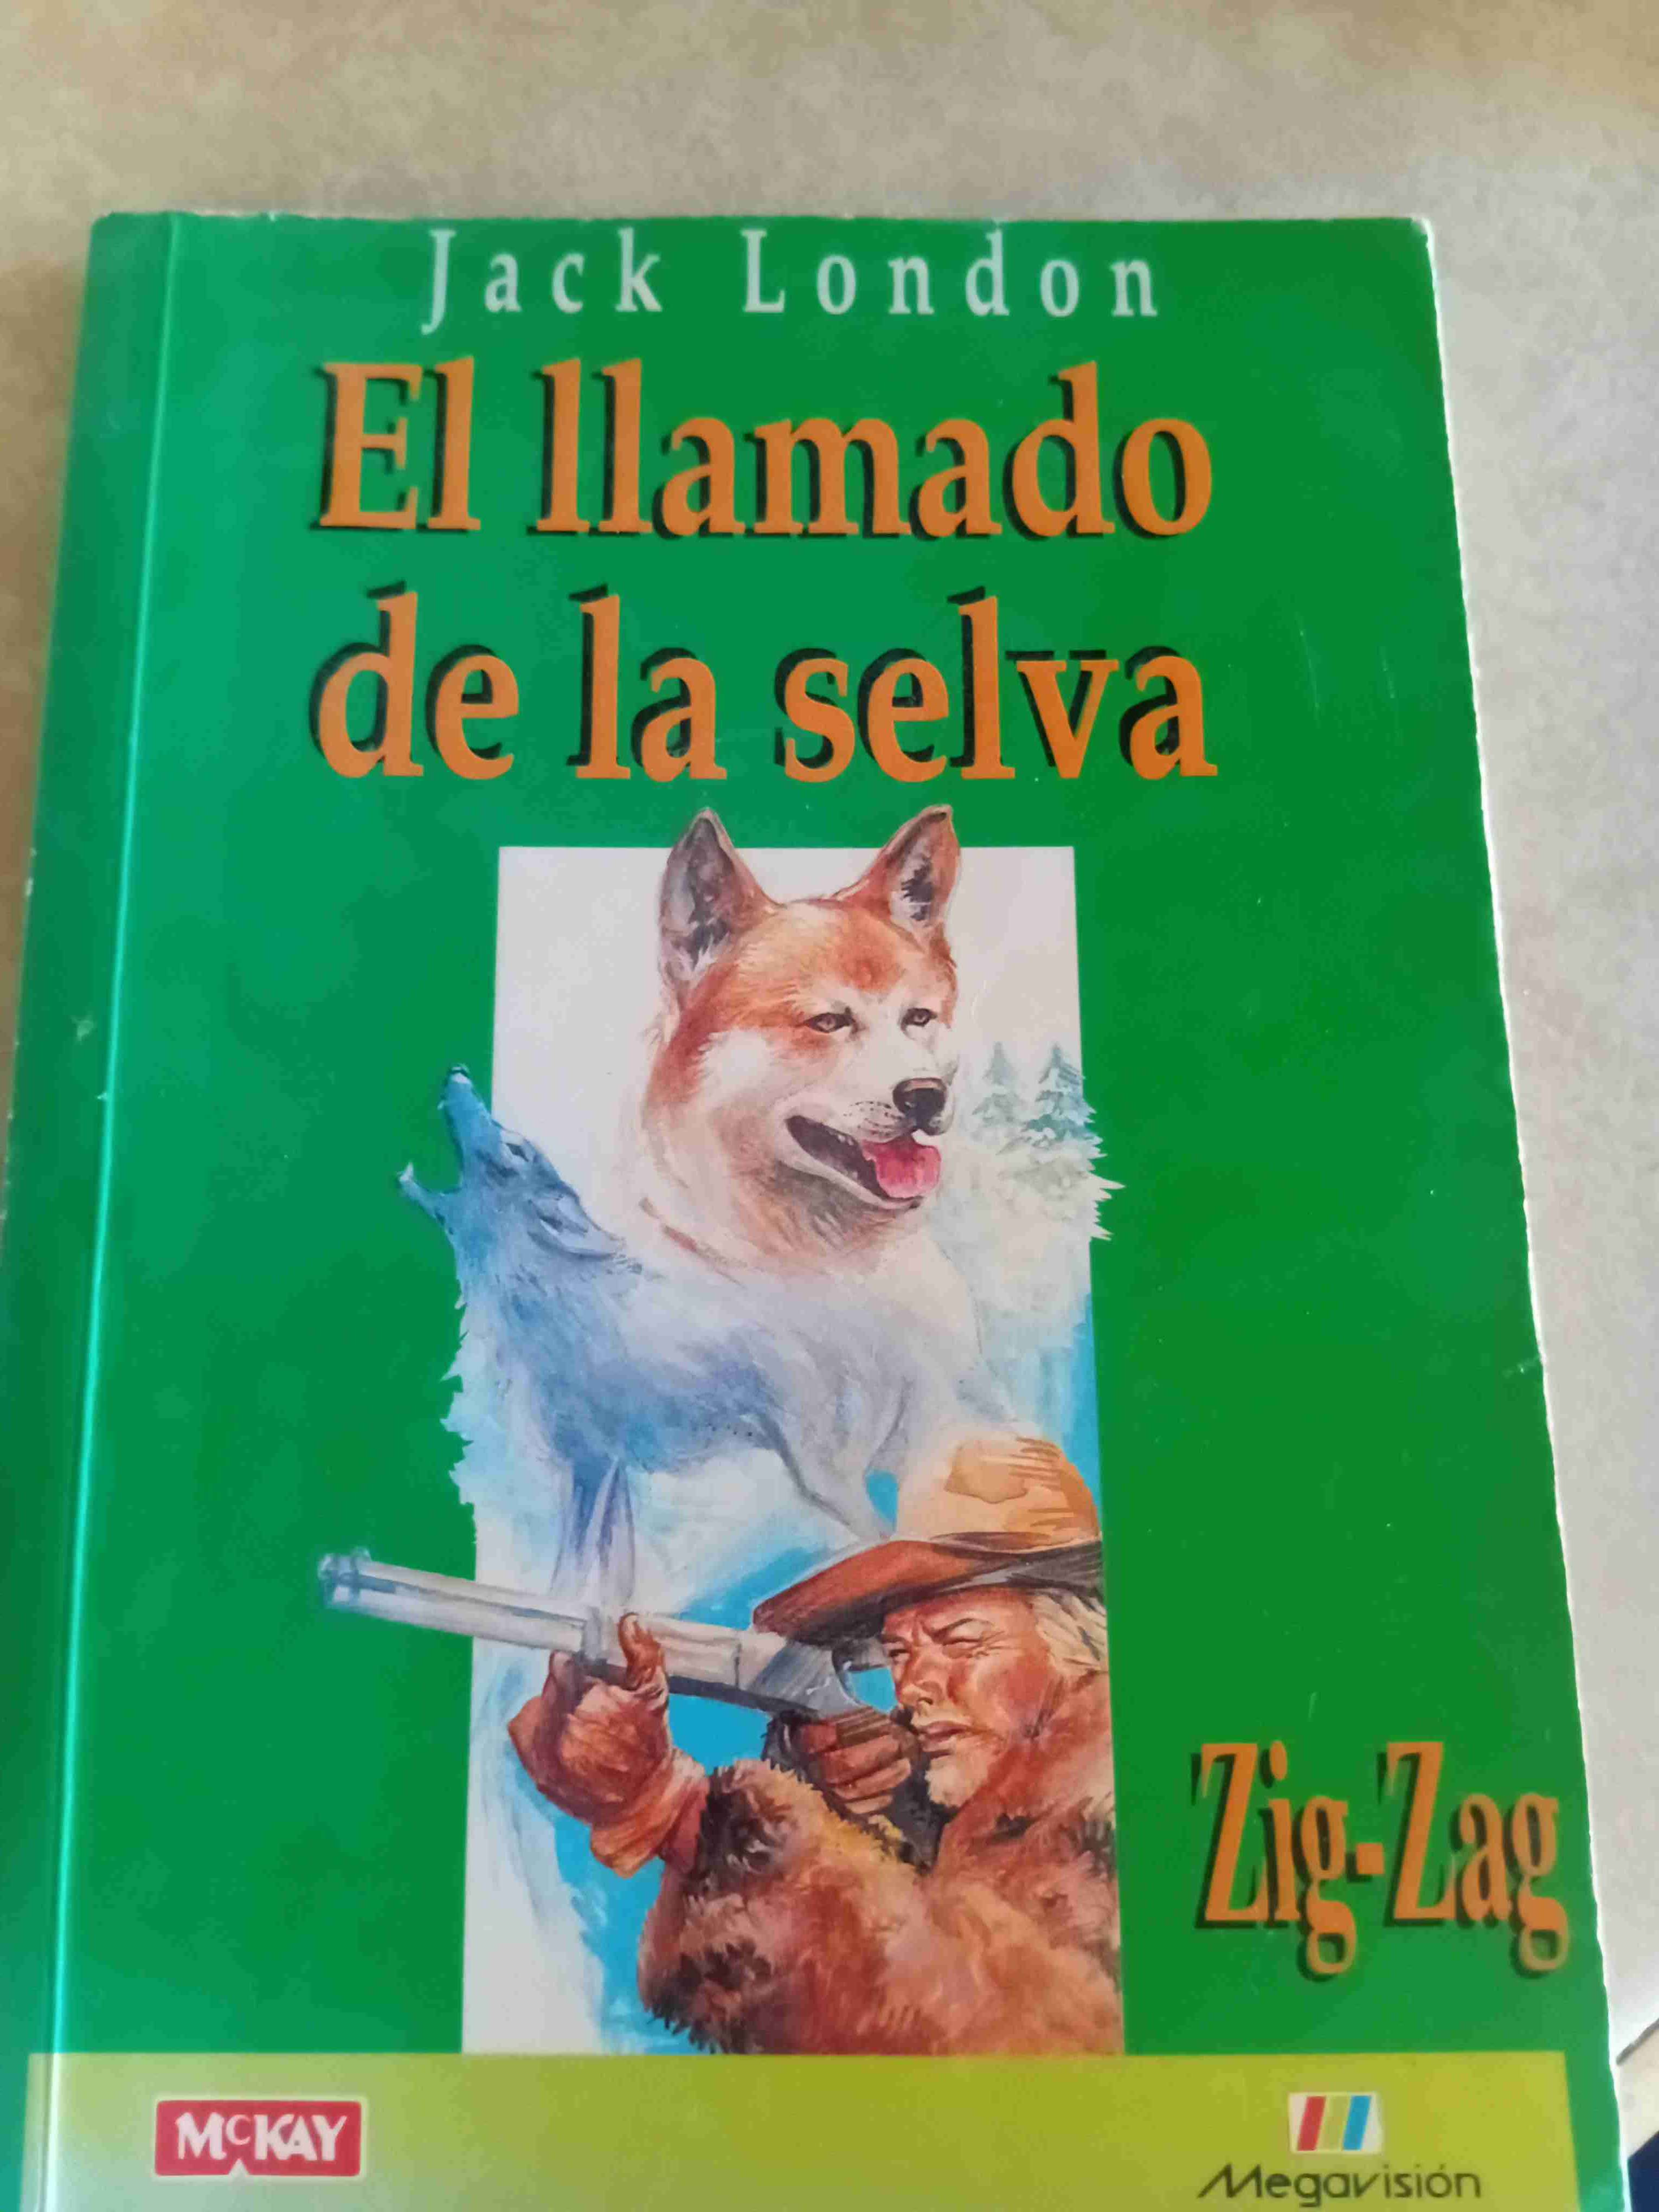 Jack London
El llamado
de la selva
Zig-Zag
McKAY
Megavisión